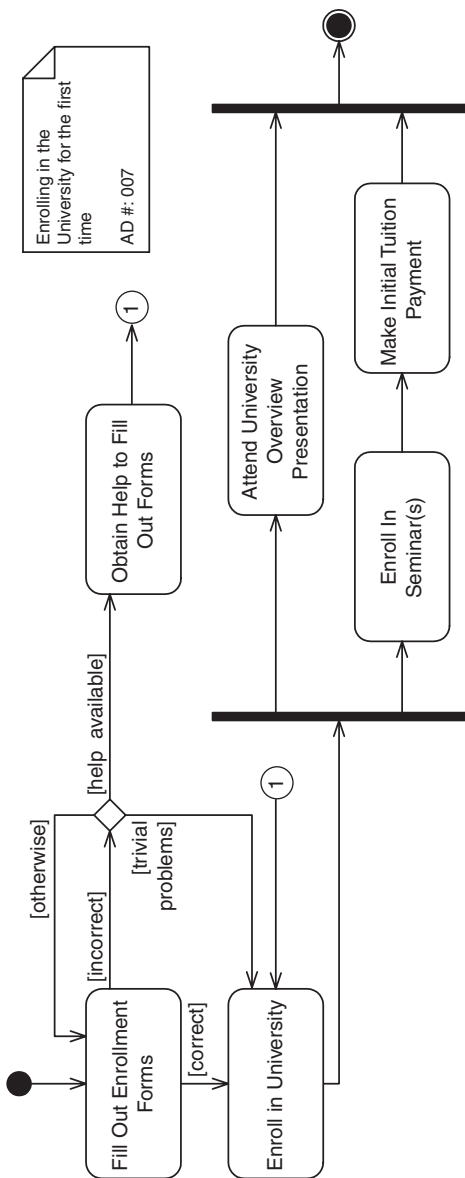 Enrolling in the
University for the first
time
AD #: 007
Fill Out Enrollment
Forms
[otherwise]
[incorrect]
[help available]
Obtain Help to Fill
Out Forms
1
[trivial
problems]
[correct]
Enroll in University
1
Attend University
Overview
Presentation
Enroll In
Seminar(s)
Make Initial Tuition
Payment